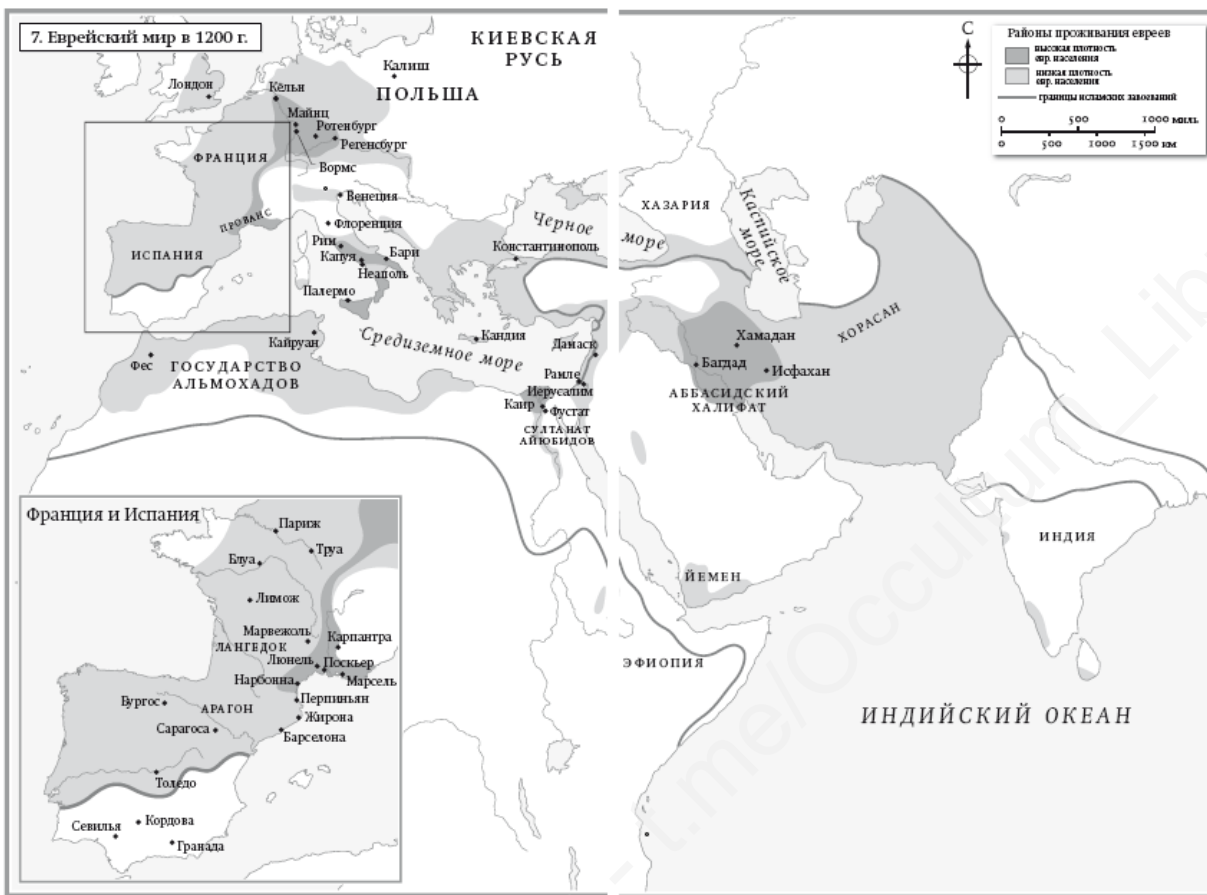 7. Еврейский мир в 1200 г.
КИЕВСКАЯ
РУСЬ
Калиш
ПОЛЬША
Лондон
Кёльн
Майнц
Ротенбург
Регенсбург
Вормс
ФРАНЦИЯ
Венеция
ПРОВАНС
Флоренция
ИСПАНИЯ
Рим
Капуя
Бари
Неаполь
Палермо
Черное
море
Константинополь
Средиземное море
Кандия
Кайруан
Фес
ГОСУДАРСТВО
АЛЬМОХАДОВ
Дамаск
Рамле
Иерусалим
Каир
Фустат
СУЛТАНАТ
АЙЮБИДОВ
С
Районы проживания евреев
высокая плотность
евр. населения
низкая плотность
евр. населения
границы исламских завоеваний
0 500 1000 миль
0 500 1000 1500 км
ХАЗАРИЯ
Каспийское
море
ХОРАСАН
Хамадан
Багдад
Исфахан
АББАСИДСКИЙ
ХАЛИФАТ
ИНДИЯ
ЙЕМЕН
ЭФИОПИЯ
ИНДИЙСКИЙ ОКЕАН
Франция и Испания
Париж
Труа
Блуа
Лимож
Марвежоль
Карпантра
ЛАНГЕДОК
Люнель
Поскьер
Нарбонна
Марсель
Перпиньян
Бургос
АРАГОН
Жирона
Сарагоса
Барселона
Толедо
Севилья
Кордова
Гранада
t.me/Occultum_Lib